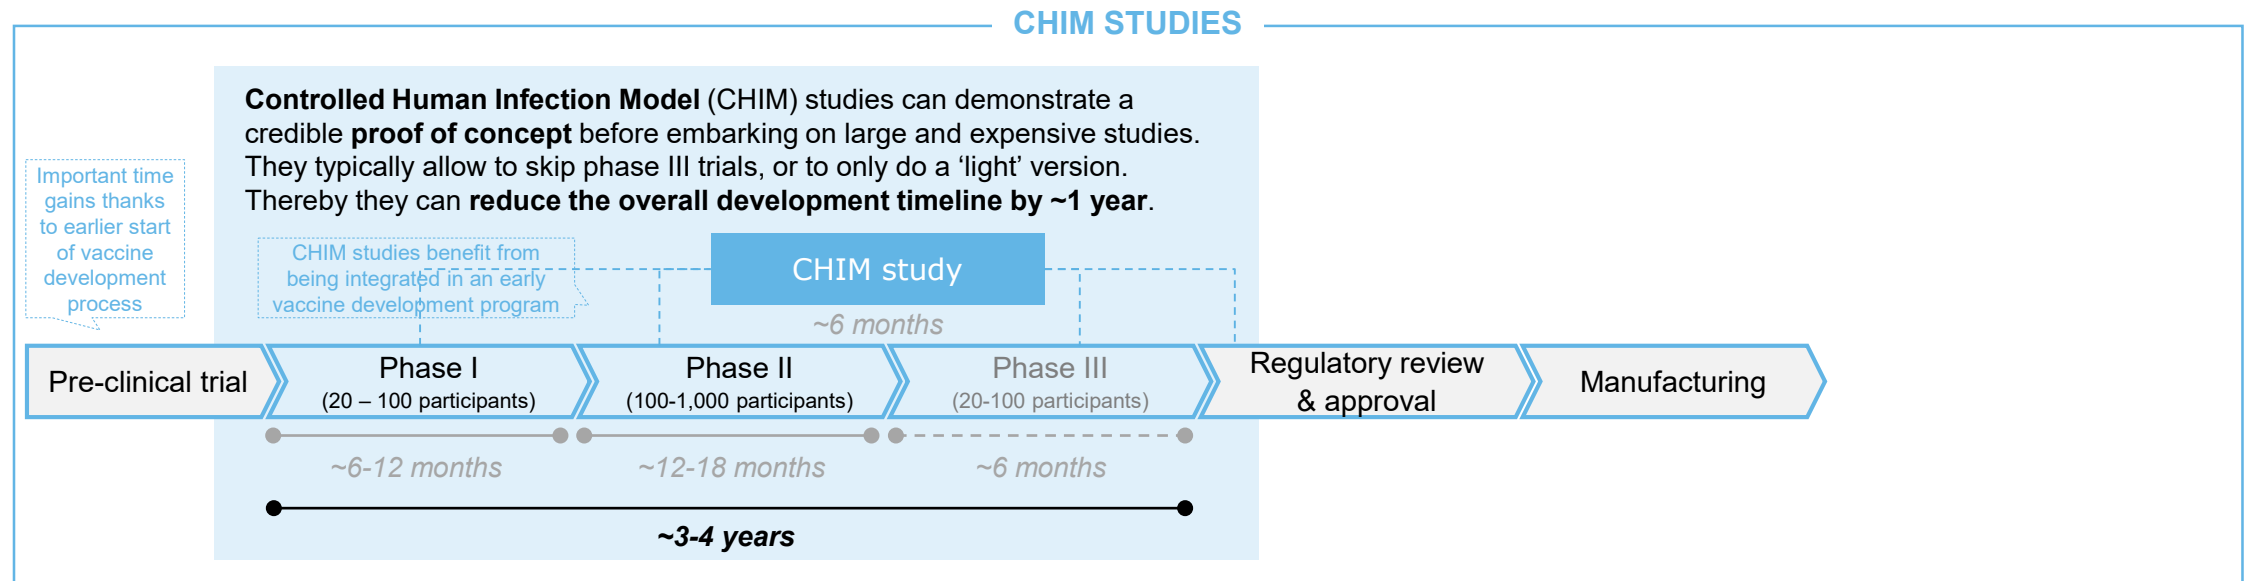 CHIM STUDIES
Controlled Human Infection Model (CHIM) studies can demonstrate a
credible proof of concept before embarking on large and expensive studies.
They typically allow to skip phase III trials, or to only do a ‘light’ version.
Thereby they can reduce the overall development timeline by ~1 year.
Important time
gains thanks
to earlier start
of vaccine
development
process
CHIM studies benefit from
being integrated in an early
vaccine development program
CHIM study
~6 months
Pre-clinical trial
Phase I
(20 – 100 participants)
Phase II
(100-1,000 participants)
Phase III
(20-100 participants)
Regulatory review
& approval
Manufacturing
~6-12 months
~12-18 months
~6 months
~3-4 years